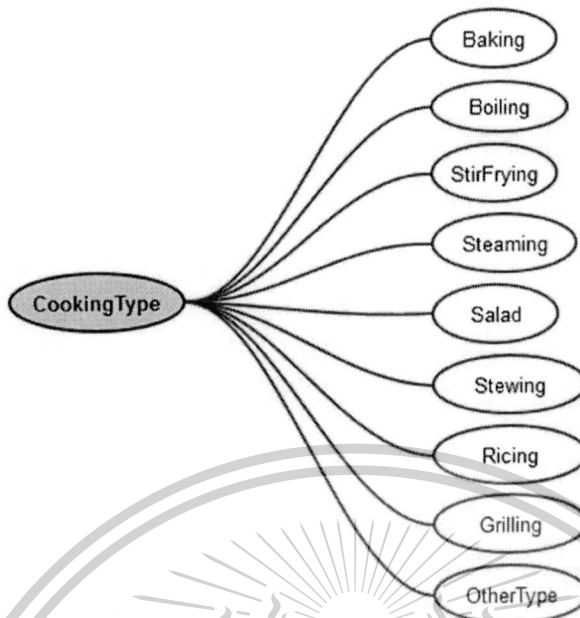 Baking
Boiling
StirFrying
Steaming
CookingType
Salad
Stewing
Ricing
Grilling
OtherType